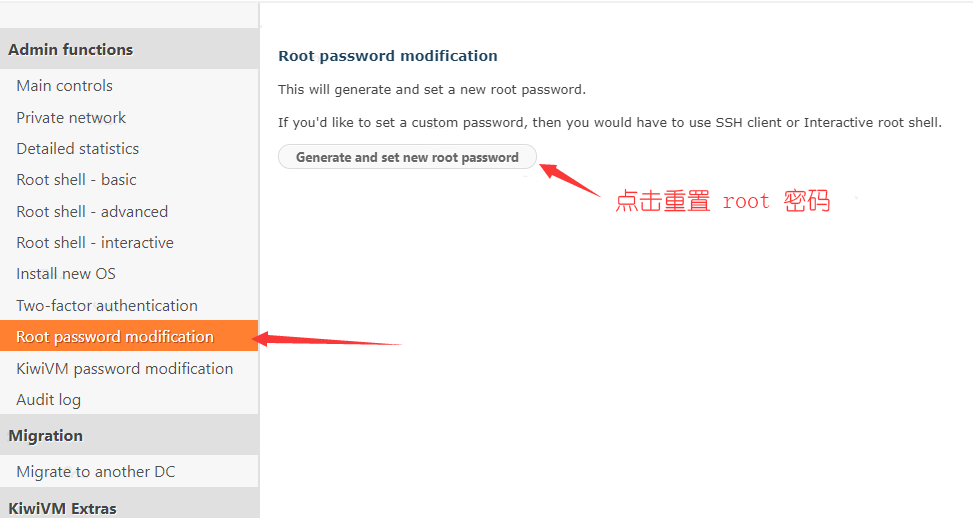 Admin functions
Main controls
Private network
Detailed statistics
Root shell - basic
Root shell - advanced
Root shell - interactive
Install new OS
Two-factor authentication
Root password modification
KiwiVM password modification
Audit log
Migration
Migrate to another DC
KiwiVM Extras
Root password modification
This will generate and set a new root password.
If you'd like to set a custom password, then you would have to use SSH client or Interactive root shell.
Generate and set new root password
点击重置 root 密码